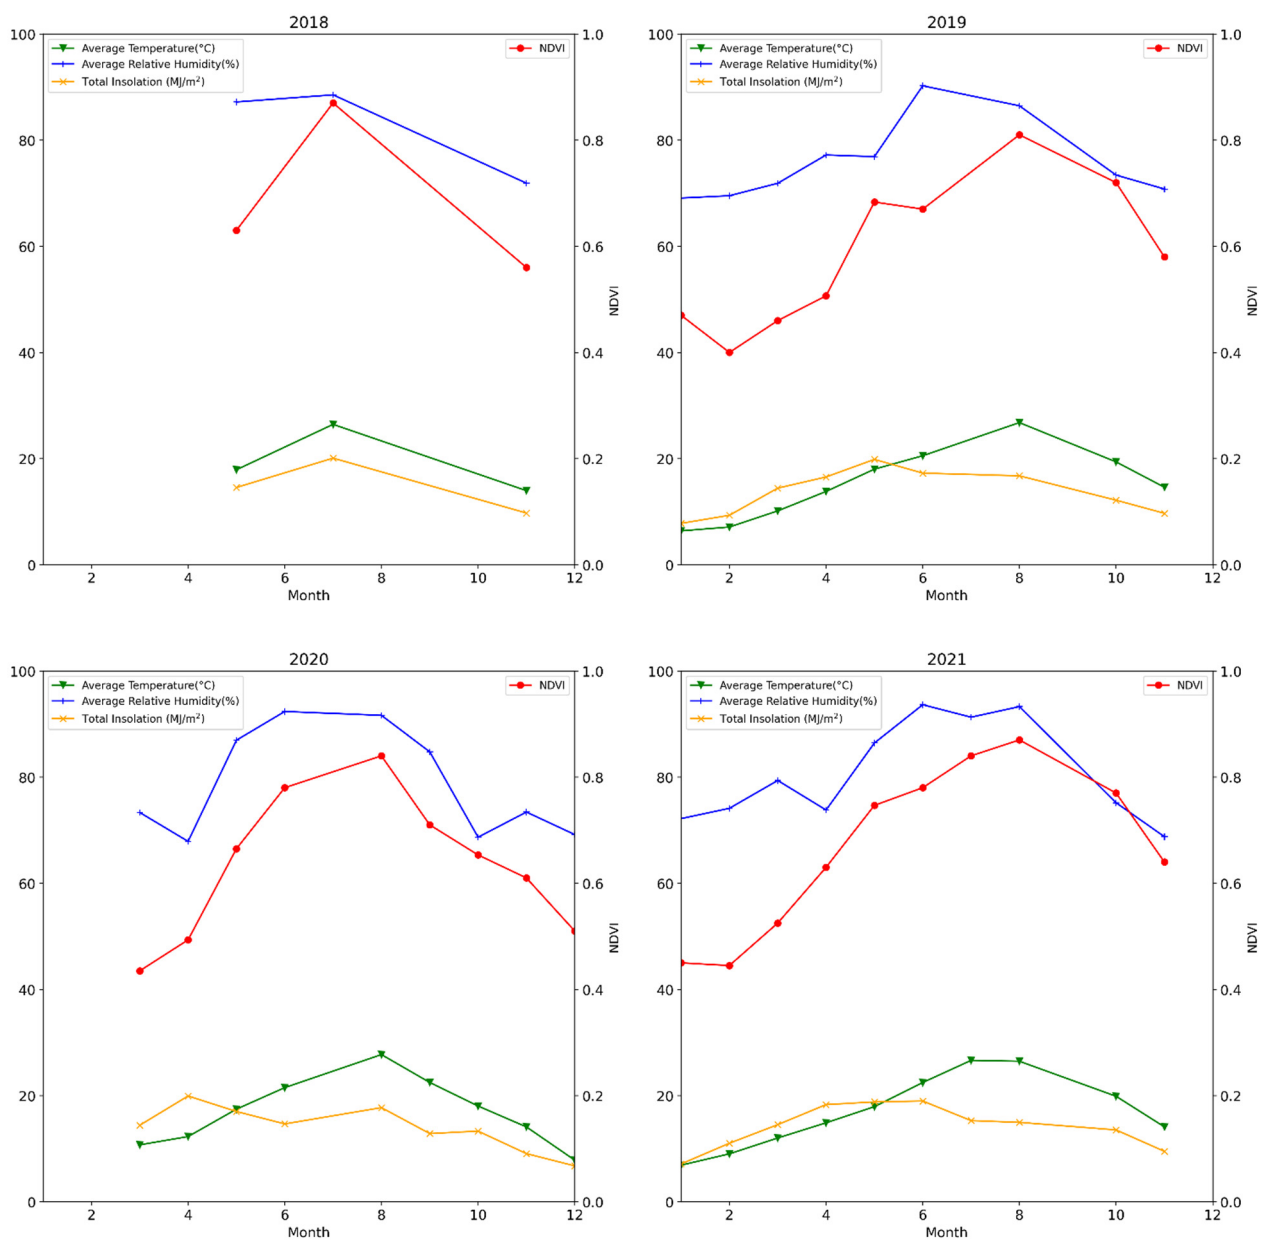 2018
Average Temperature(°C)
Average Relative Humidity(%)
Total Insolation (MJ/m²)
NDVI
100
80
60
40
20
0
1.0
0.8
0.6
0.4
0.2
0.0
NDVI
2 4 6 8 10 12
Month
2019
Average Temperature(°C)
Average Relative Humidity(%)
Total Insolation (MJ/m²)
NDVI
100
80
60
40
20
0
1.0
0.8
0.6
0.4
0.2
0.0
NDVI
2 4 6 8 10 12
Month
2020
Average Temperature(°C)
Average Relative Humidity(%)
Total Insolation (MJ/m²)
NDVI
100
80
60
40
20
0
1.0
0.8
0.6
0.4
0.2
0.0
NDVI
2 4 6 8 10 12
Month
2021
Average Temperature(°C)
Average Relative Humidity(%)
Total Insolation (MJ/m²)
NDVI
100
80
60
40
20
0
1.0
0.8
0.6
0.4
0.2
0.0
NDVI
2 4 6 8 10 12
Month